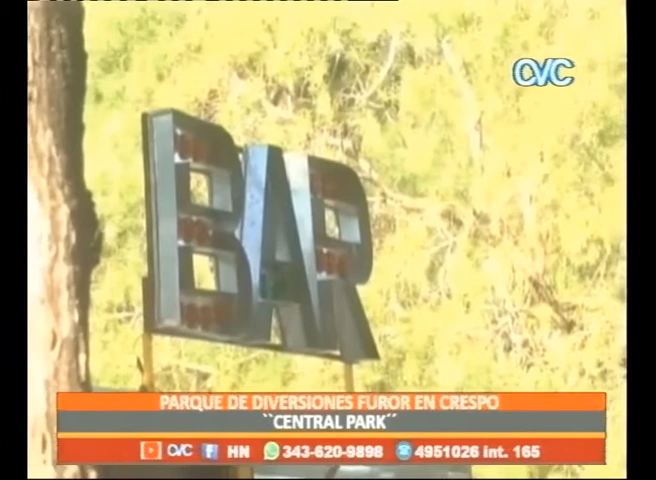 CVC
BAR
PARQUE DE DIVERSIONES FUROR EN CRESPO
``CENTRAL PARK´´
CVC f HN 343-620-9898 4951026 int. 165